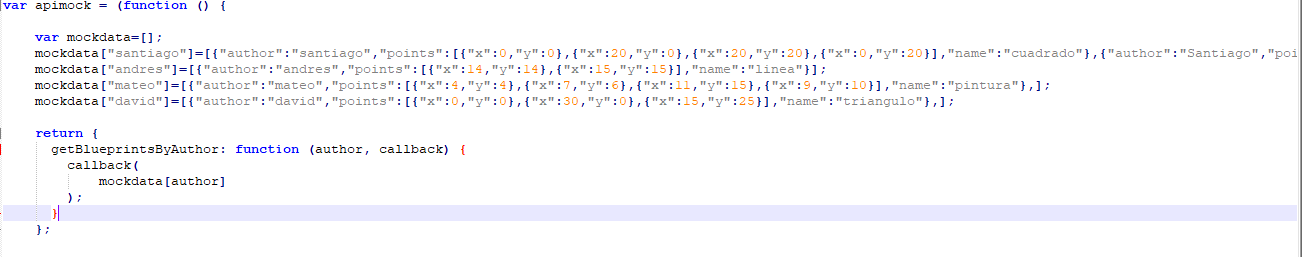 var apimock = (function () {
var mockdata=[];
mockdata["santiago"]=[{"author":"santiago","points":[{"x":0,"y":0},{"x":20,"y":0},{"x":20,"y":20},{"x":0,"y":20}],"name":"cuadrado"},{"author":"Santiago","poi
mockdata["andres"]=[{"author":"andres","points":[{"x":14,"y":14},{"x":15,"y":15}],"name":"linea"}];
mockdata["mateo"]=[{"author":"mateo","points":[{"x":4,"y":4},{"x":7,"y":6},{"x":11,"y":15},{"x":9,"y":10}],"name":"pintura"},];
mockdata["david"]=[{"author":"david","points":[{"x":0,"y":0},{"x":30,"y":0},{"x":15,"y":25}],"name":"triangulo"},];
return {
getBlueprintsByAuthor: function (author, callback) {
callback(
mockdata[author]
);
}
};